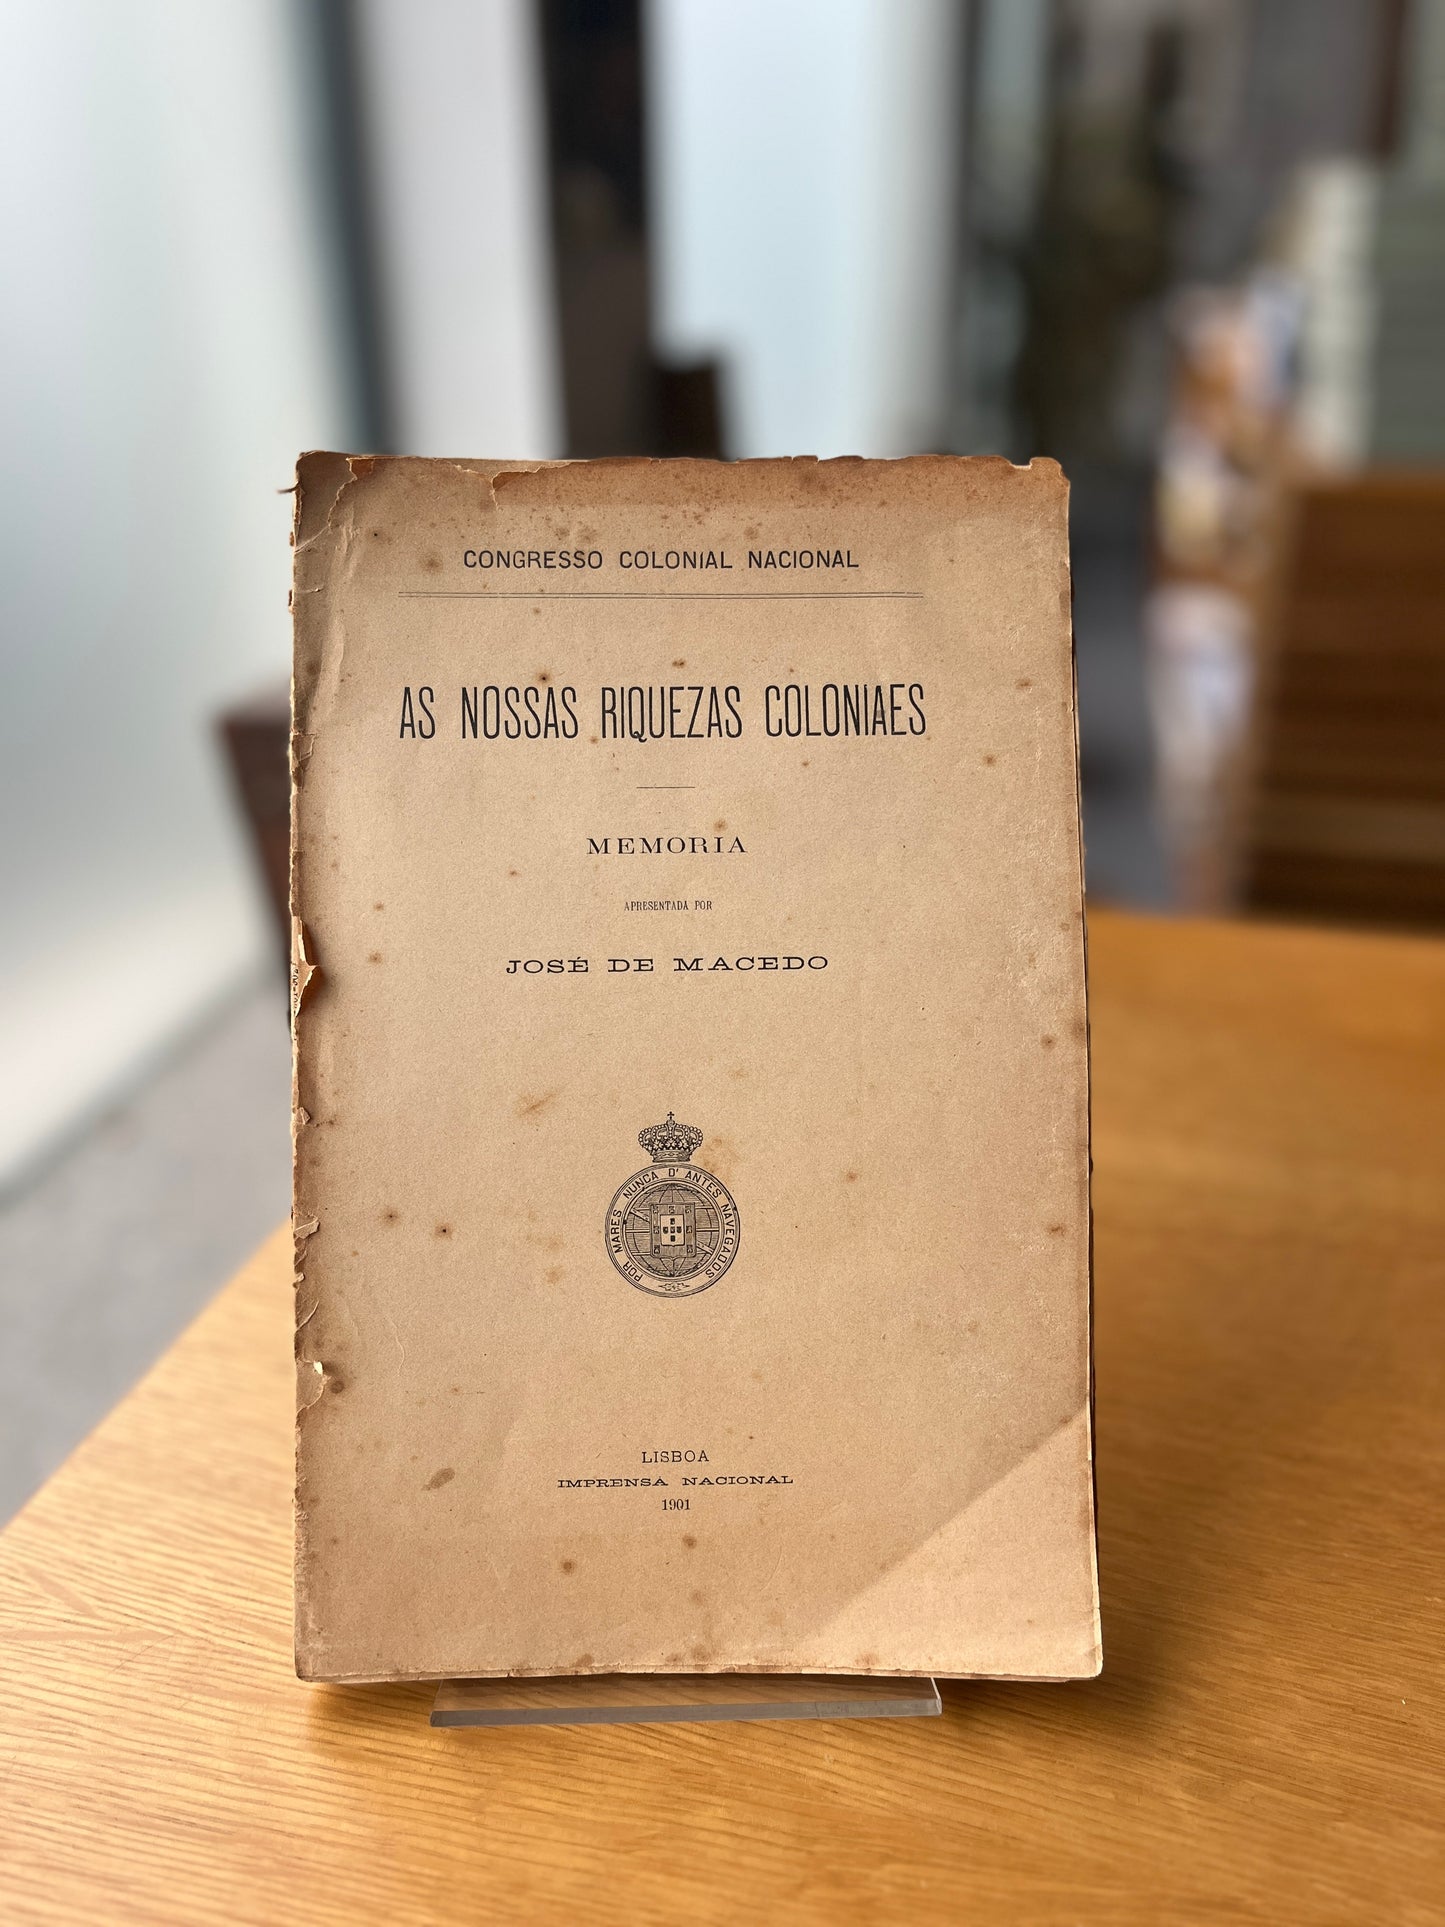 CONGRESSO COLONIAL NACIONAL
AS NOSSAS RIQUEZAS COLONIAES
MEMORIA
APRESENTADA POR
JOSÉ DE MACEDO
POR MARES NUNCA D'ANTES NAVEGADOS
LISBOA
IMPRENSA NACIONAL
1901